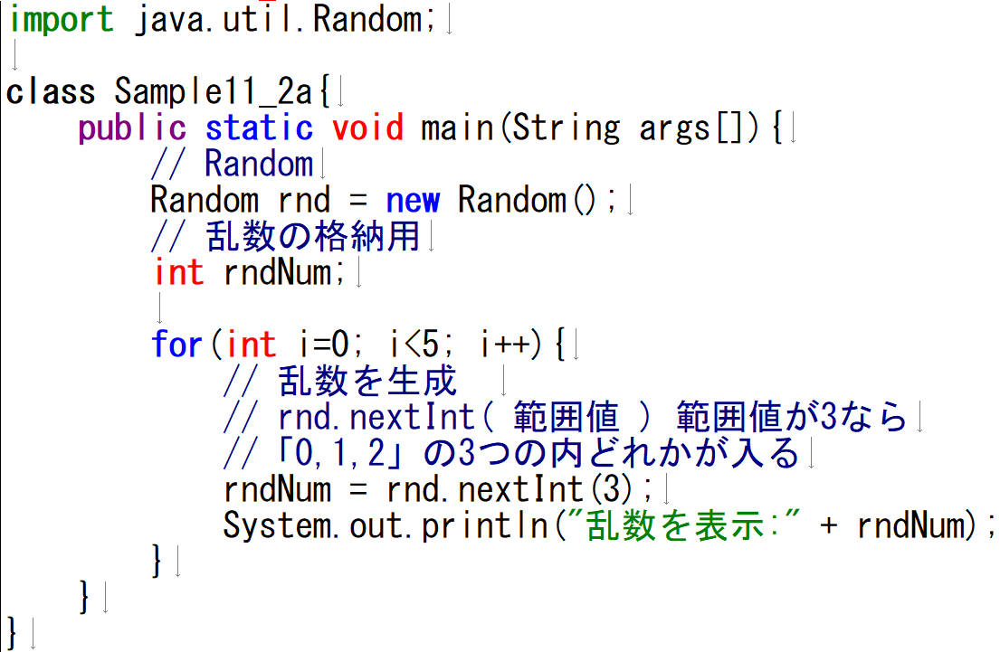 import java.util.Random;
class Sample11_2a{
    public static void main(String args[]){
        // Random
        Random rnd = new Random();
        // 乱数の格納用
        int rndNum;
        for(int i=0; i<5; i++){
            // 乱数を生成
            // rnd.nextInt( 範囲値 ) 範囲値が3なら
            //「0,1,2」の3つの内どれかが入る
            rndNum = rnd.nextInt(3);
            System.out.println("乱数を表示:" + rndNum);
        }
    }
}